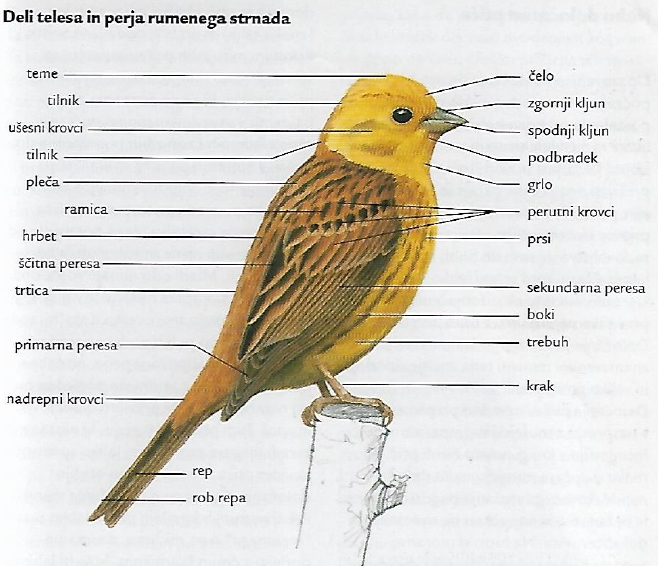 Deli telesa in perja rumenega strnada
teme
tilnik
ušesni krovci
tilnik
pleča
ramica
hrbet
ščitna peresa
trtica
primarna peresa
nadrepni krovci
rep
rob repa
čelo
zgornji kljun
spodnji kljun
podbradek
grlo
perutni krovci
prsi
sekundarna peresa
boki
trebuh
krak